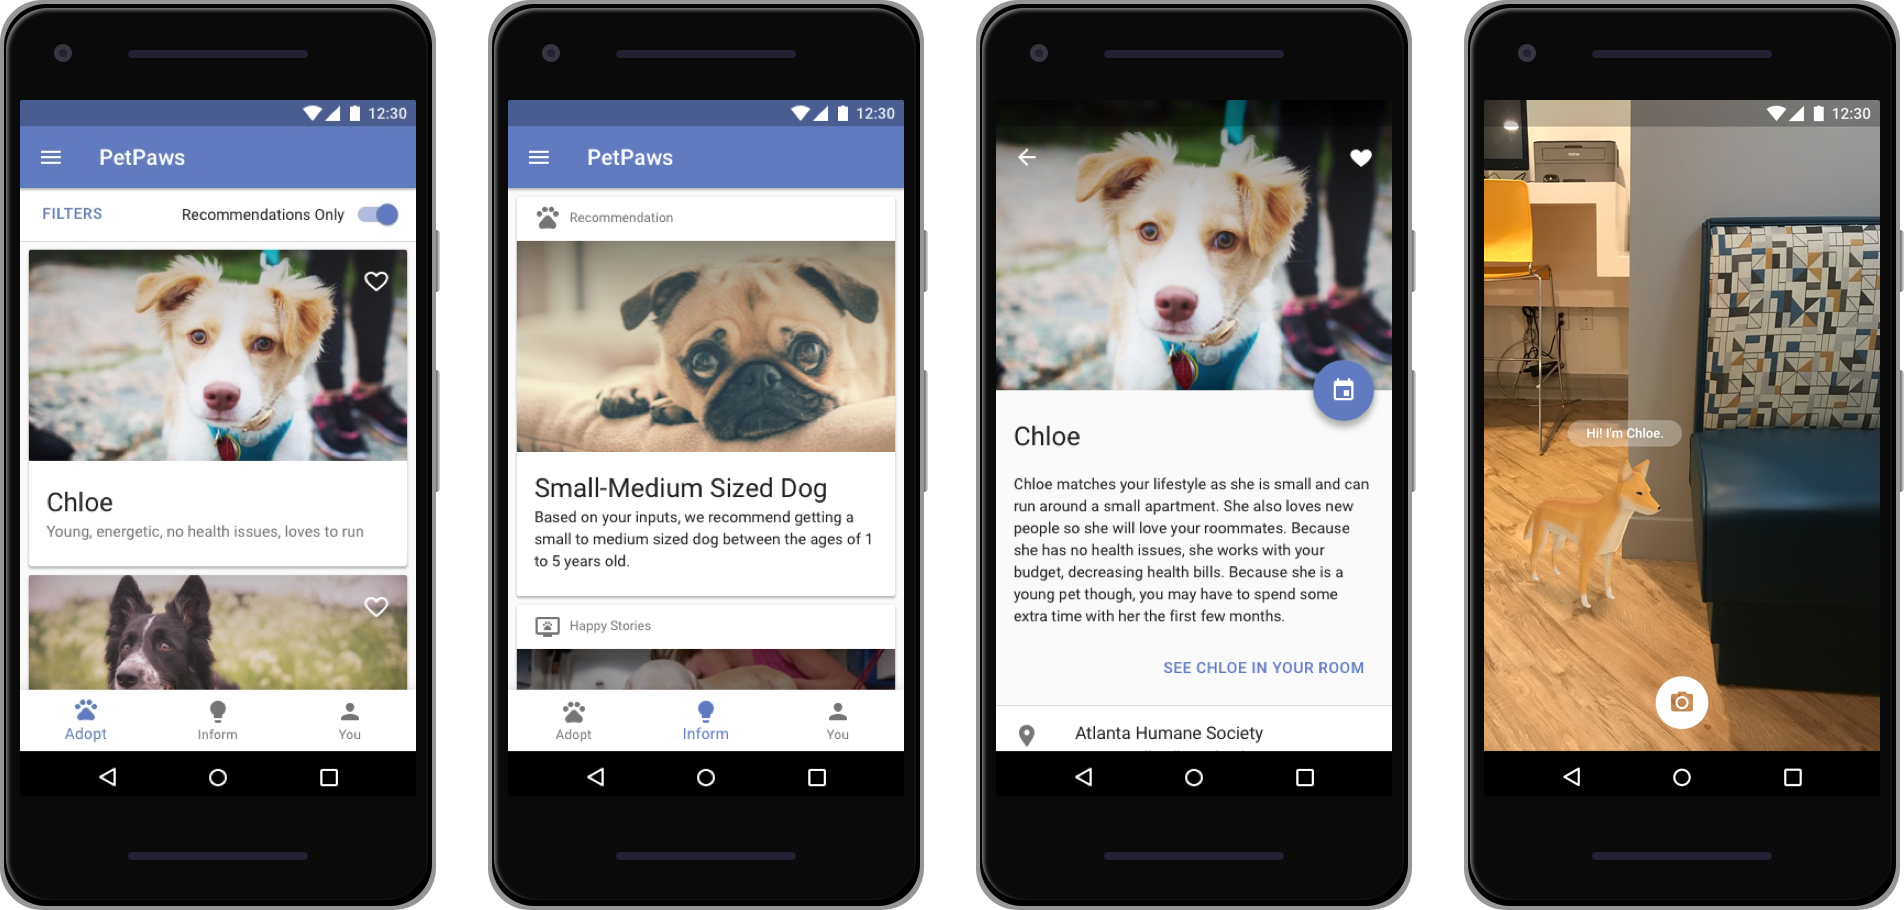 12:30
PetPaws
FILTERS
Recommendations Only
Chloe
Young, energetic, no health issues, loves to run
Adopt
Inform
You
12:30
PetPaws
Recommendation
Small-Medium Sized Dog
Based on your inputs, we recommend getting a
small to medium sized dog between the ages of 1
to 5 years old.
Happy Stories
Adopt
Inform
You
Chloe
Chloe matches your lifestyle as she is small and can
run around a small apartment. She also loves new
people so she will love your roommates. Because
she has no health issues, she works with your
budget, decreasing health bills. Because she is a
young pet though, you may have to spend some
extra time with her the first few months.
SEE CHLOE IN YOUR ROOM
Atlanta Humane Society
12:30
Hi! I'm Chloe.